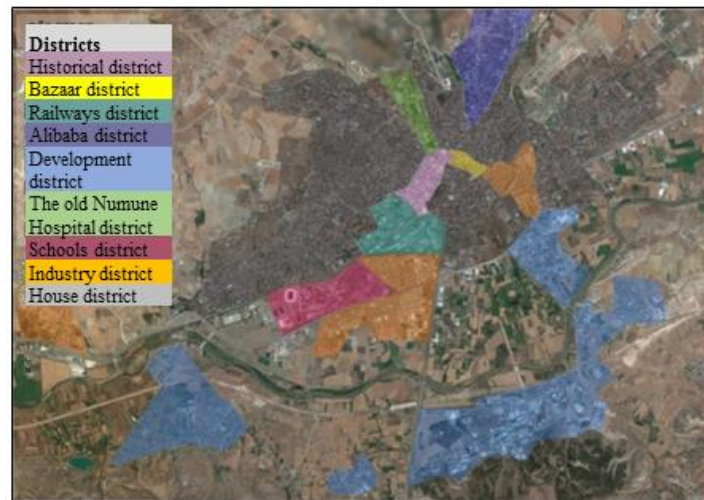 Districts
Historical district
Bazaar district
Railways district
Alibaba district
Development
district
The old Numune
Hospital district
Schools district
Industry district
House district